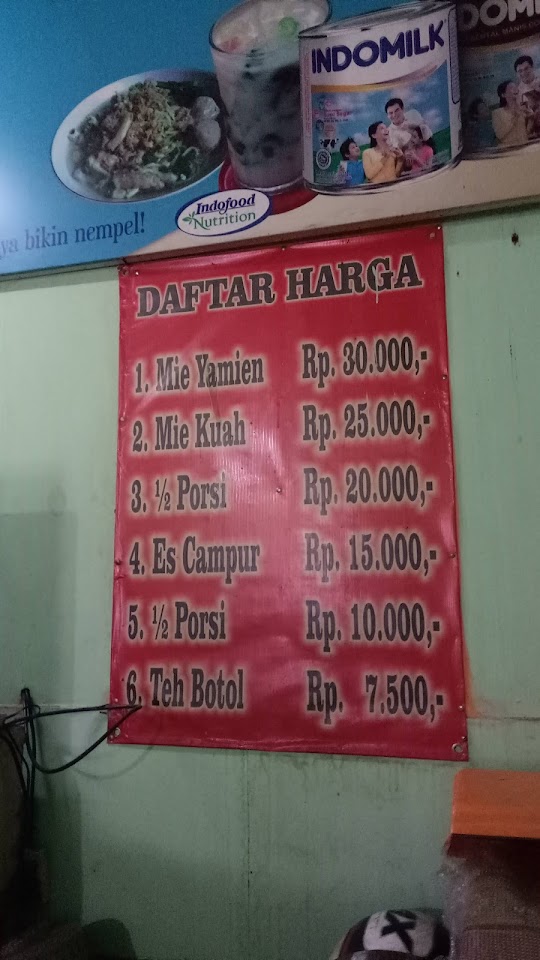 INDOMILK
Indofood
Nutrition
bikin nempel!
DAFTAR HARGA
1. Mie Yamien Rp. 30.000,-
2. Mie Kuah Rp. 25.000,-
3. ½ Porsi Rp. 20.000,-
4. Es Campur Rp. 15.000,-
5. ½ Porsi Rp. 10.000,-
6. Teh Botol Rp. 7.500,-